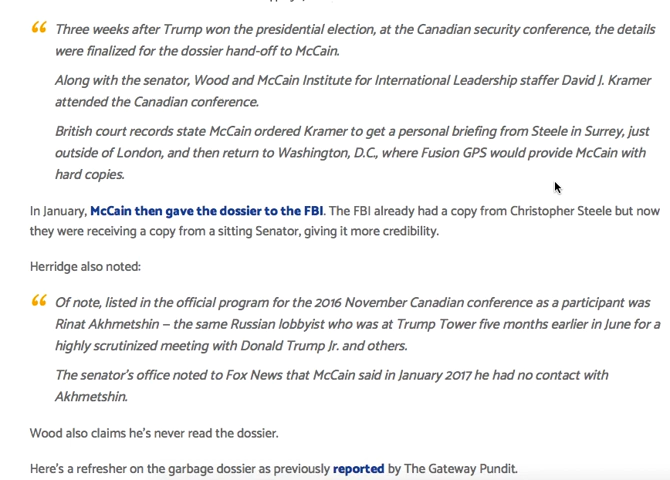 “ Three weeks after Trump won the presidential election, at the Canadian security conference, the details
were finalized for the dossier hand-off to McCain.
Along with the senator, Wood and McCain Institute for International Leadership staffer David J. Kramer
attended the Canadian conference.
British court records state McCain ordered Kramer to get a personal briefing from Steele in Surrey, just
outside of London, and then return to Washington, D.C., where Fusion GPS would provide McCain with
hard copies.
In January, McCain then gave the dossier to the FBI. The FBI already had a copy from Christopher Steele but now
they were receiving a copy from a sitting Senator, giving it more credibility.
Herridge also noted:
“ Of note, listed in the official program for the 2016 November Canadian conference as a participant was
Rinat Akhmetshin – the same Russian lobbyist who was at Trump Tower five months earlier in June for a
highly scrutinized meeting with Donald Trump Jr. and others.
The senator's office noted to Fox News that McCain said in January 2017 he had no contact with
Akhmetshin.
Wood also claims he's never read the dossier.
Here's a refresher on the garbage dossier as previously reported by The Gateway Pundit.